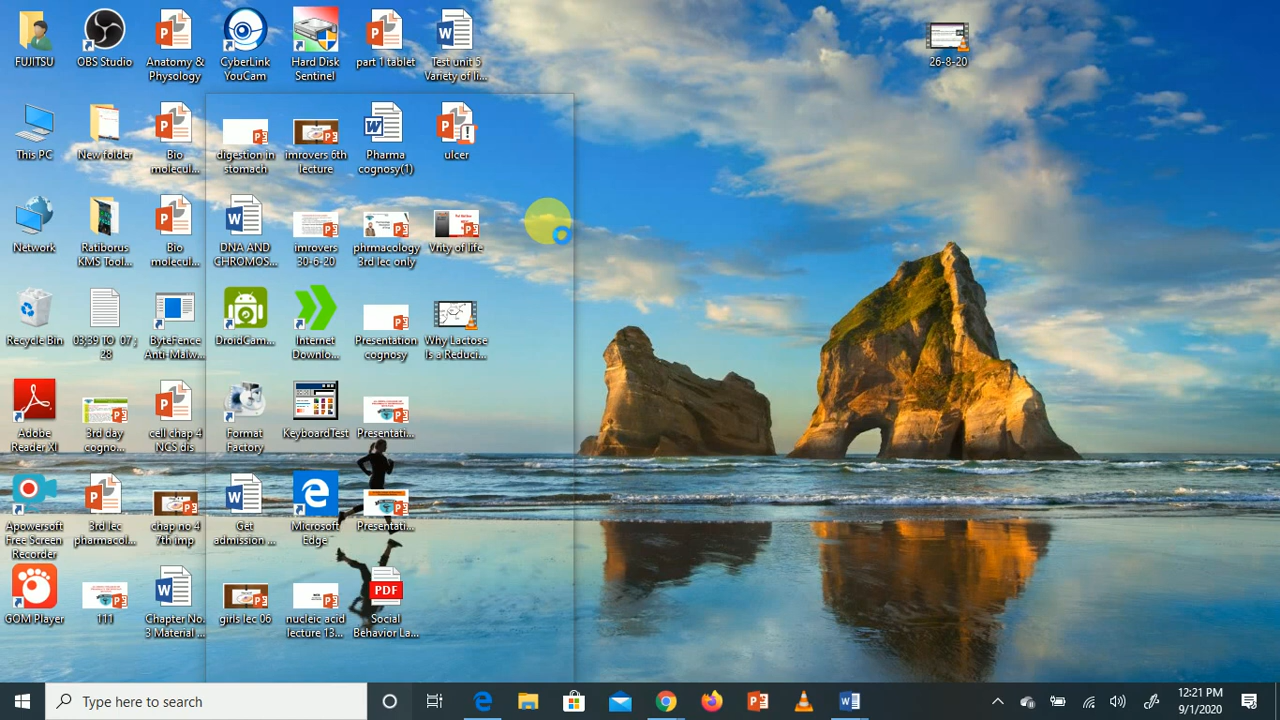 FUJITSU
OBS Studio
Anatomy &
Physology
CyberLink
YouCam
Hard Disk
Sentinel
part 1 tablet
Test unit 5
Variety of li...
26-8-20
This PC
New folder
Bio
molecul...
digestion in
stomach
imrovers 6th
lecture
Pharma
cognosy(1)
ulcer
Network
Ratiborus
KMS Tool...
Bio
molecul...
DNA AND
CHROMOS...
imrovers
30-6-20
phrmacology
3rd lec only
Vrity of life
Recycle Bin
03;39 TO 07;
28
ByteFence
Anti-Malw...
DroidCam...
Internet
Downlo...
Presentation
cognosy
Why Lactose
Is a Reduci...
Adobe
Reader XI
3rd day
cogno...
cell chap 4
NCS dis
Format
Factory
KeyboardTest
Presentati...
Apowersoft
Free Screen
Recorder
3rd lec
pharmacol...
chap no 4
7th imp
Get
admission ...
Microsoft
Edge
Presentati...
GOM Player
111
Chapter No.
3 Material ...
girls lec 06
nucleic acid
lecture 13...
PDF
Social
Behavior La...
Type here to search
12:21 PM
9/1/2020